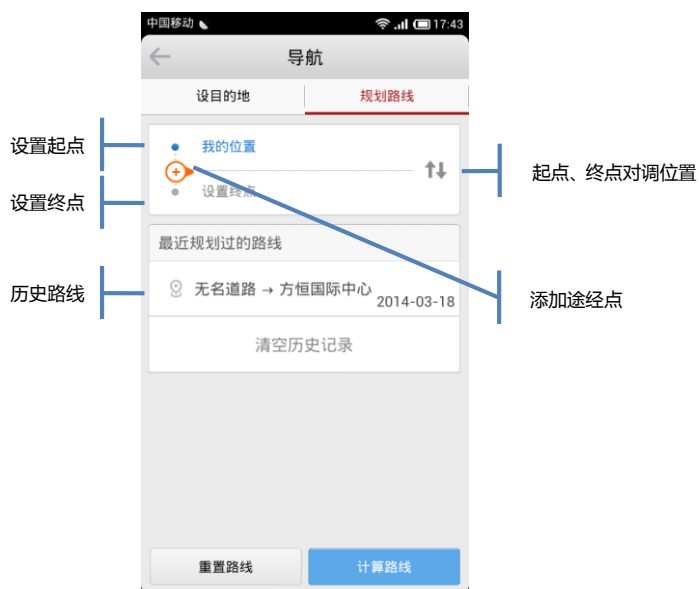 中国移动 17:43
导航
设目的地 规划路线
设置起点 我的位置
起点、终点对调位置
设置终点 设置终点
最近规划过的路线
历史路线 无名道路 → 方恒国际中心
2014-03-18 添加途经点
清空历史记录
重置路线 计算路线